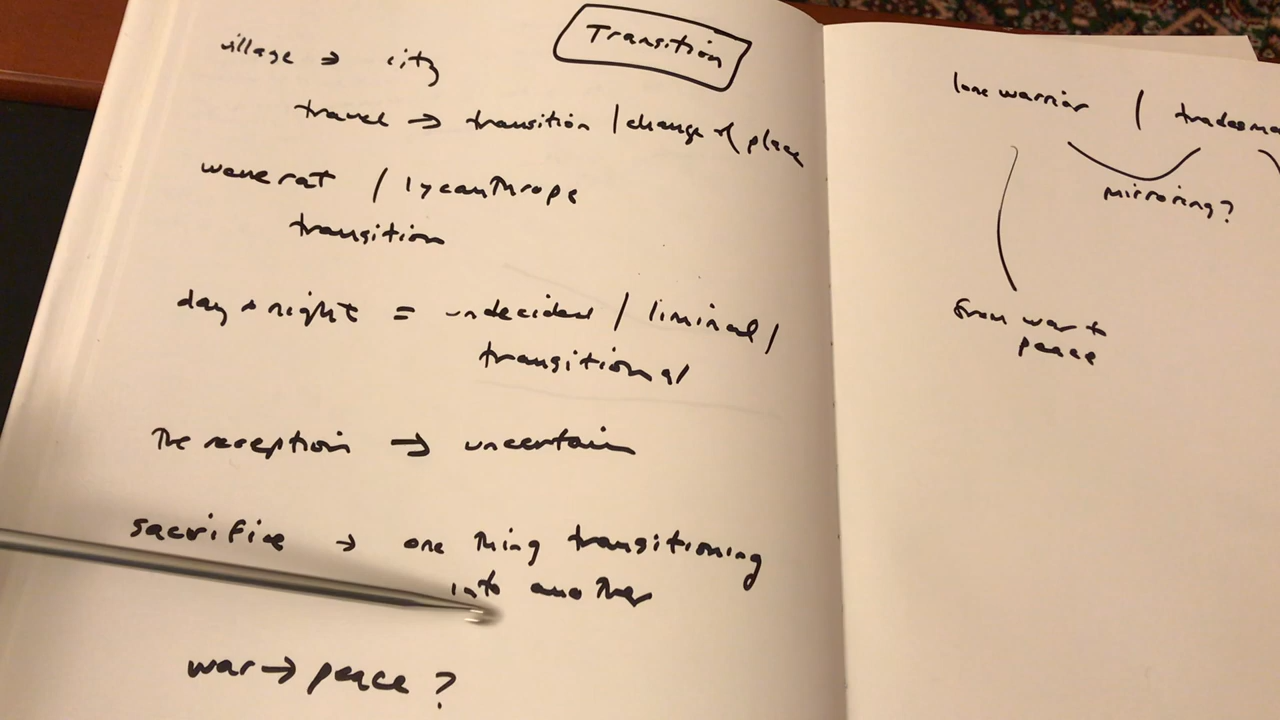 Transition
village → city
travel → transition / change of place
wererat / lycanthrope
transition
day + night = undecided / liminal /
transitional
The reception → uncertain
sacrifice → one thing transitioning
into another
war → peace ?
lone warrior / tradesma
mirroring?
from war to
peace